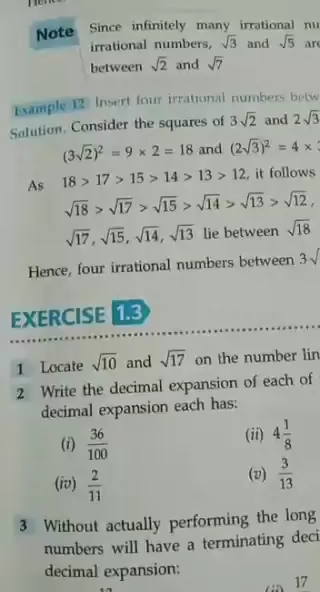 Note Since infinitely many irrational nu
irrational numbers, √3 and √5 are
between √2 and √7
Example 12 Insert four irrational numbers betw
Solution. Consider the squares of 3√2 and 2√3
(3√2)² = 9 × 2 = 18 and (2√3)² = 4 ×
As 18 > 17 > 15 > 14 > 13 > 12, it follows
√18 > √17 > √15 > √14 > √13 > √12,
√17, √15, √14, √13 lie between √18
Hence, four irrational numbers between 3√
EXERCISE 1.3
1 Locate √10 and √17 on the number lin
2 Write the decimal expansion of each of
decimal expansion each has:
(i) 36/100 (ii) 4 1/8
(iv) 2/11 (v) 3/13
3 Without actually performing the long
numbers will have a terminating deci
decimal expansion:
17